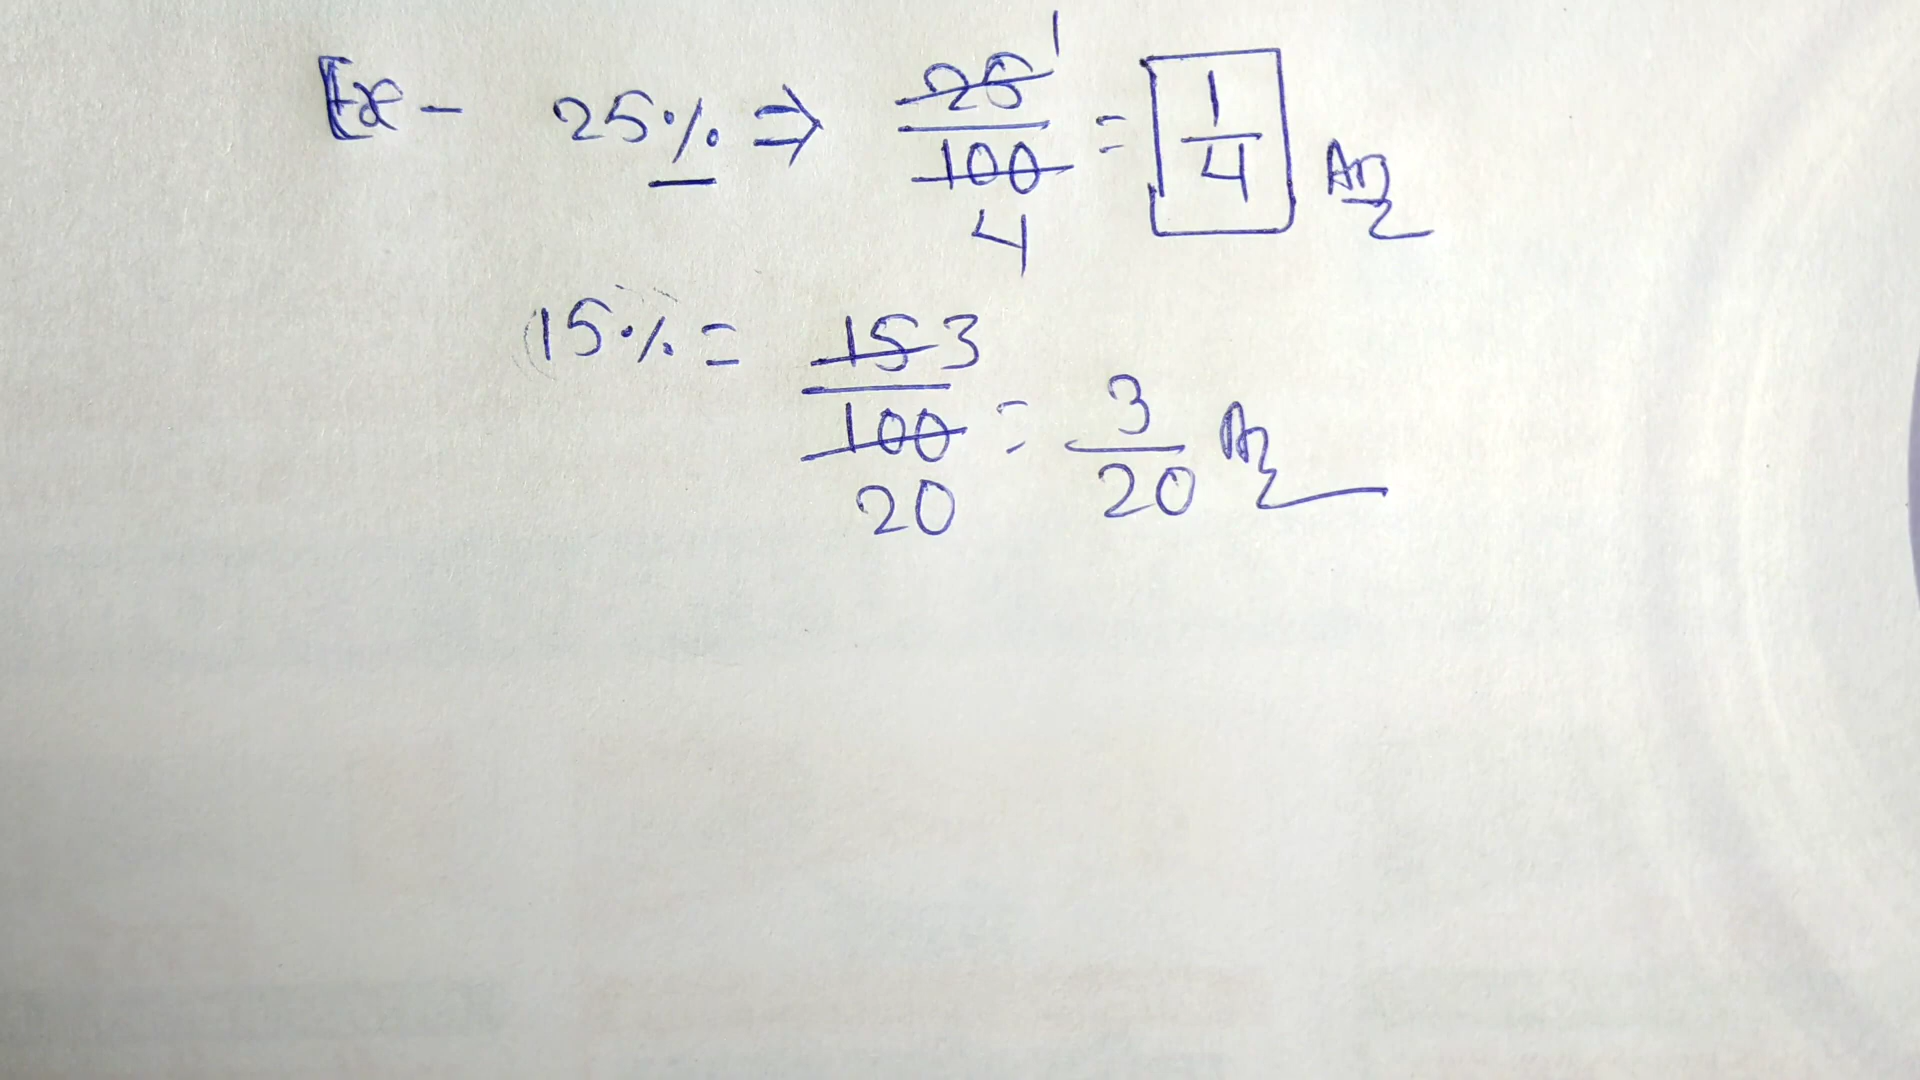 Ex - 25% ⇒ 25/100 = 1/4 Ans
1
4
15% = 15/100 = 3/20 Ans
3
20